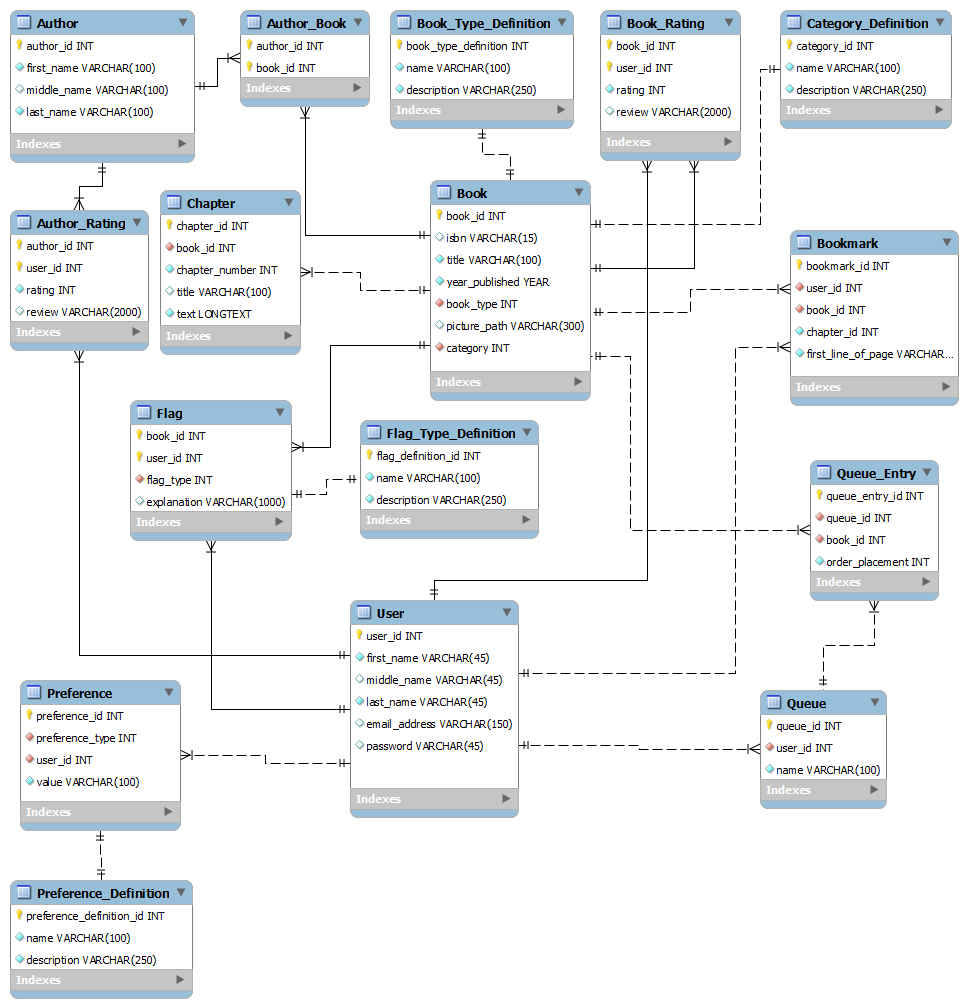 Author
author_id INT
first_name VARCHAR(100)
middle_name VARCHAR(100)
last_name VARCHAR(100)
Indexes
Author_Book
author_id INT
book_id INT
Indexes
Book_Type_Definition
book_type_definition INT
name VARCHAR(100)
description VARCHAR(250)
Indexes
Book_Rating
book_id INT
user_id INT
rating INT
review VARCHAR(2000)
Indexes
Category_Definition
category_id INT
name VARCHAR(100)
description VARCHAR(250)
Indexes
Author_Rating
author_id INT
user_id INT
rating INT
review VARCHAR(2000)
Indexes
Chapter
chapter_id INT
book_id INT
chapter_number INT
title VARCHAR(100)
text LONGTEXT
Indexes
Book
book_id INT
isbn VARCHAR(15)
title VARCHAR(100)
year_published YEAR
book_type INT
picture_path VARCHAR(300)
category INT
Indexes
Bookmark
bookmark_id INT
user_id INT
book_id INT
chapter_id INT
first_line_of_page VARCHAR...
Indexes
Flag
book_id INT
user_id INT
flag_type INT
explanation VARCHAR(1000)
Indexes
Flag_Type_Definition
flag_definition_id INT
name VARCHAR(100)
description VARCHAR(250)
Indexes
Queue_Entry
queue_entry_id INT
queue_id INT
book_id INT
order_placement INT
Indexes
User
user_id INT
first_name VARCHAR(45)
middle_name VARCHAR(45)
last_name VARCHAR(45)
email_address VARCHAR(150)
password VARCHAR(45)
Indexes
Preference
preference_id INT
preference_type INT
user_id INT
value VARCHAR(100)
Indexes
Queue
queue_id INT
user_id INT
name VARCHAR(100)
Indexes
Preference_Definition
preference_definition_id INT
name VARCHAR(100)
description VARCHAR(250)
Indexes